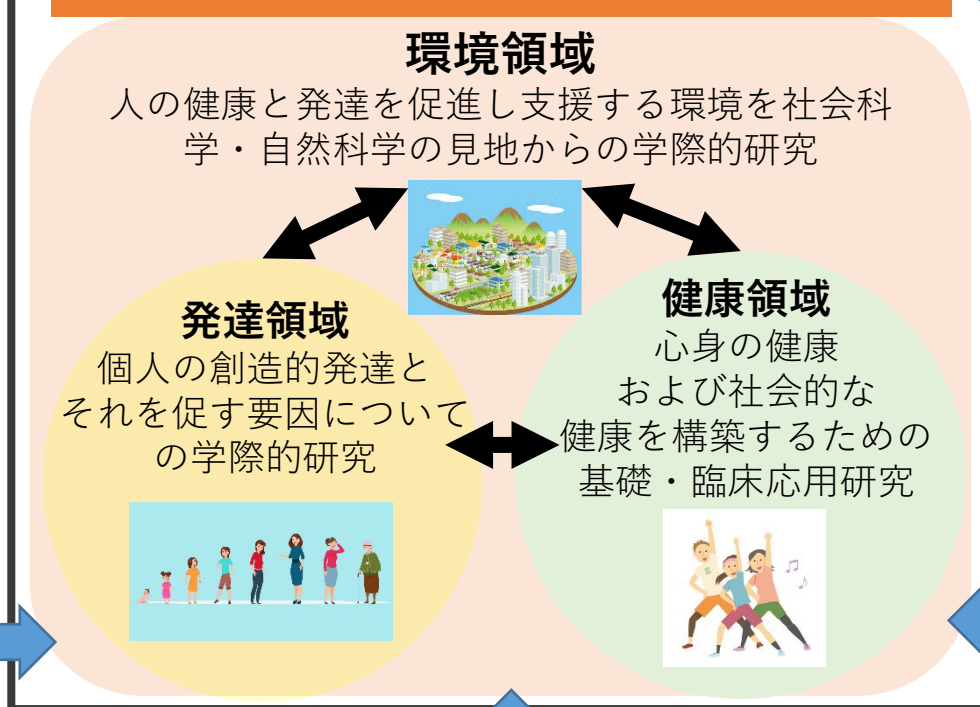 環境領域
人の健康と発達を促進し支援する環境を社会科
学・自然科学の見地からの学際的研究
発達領域
個人の創造的発達と
それを促す要因について
の学際的研究
健康領域
心身の健康
および社会的な
健康を構築するための
基礎・臨床応用研究